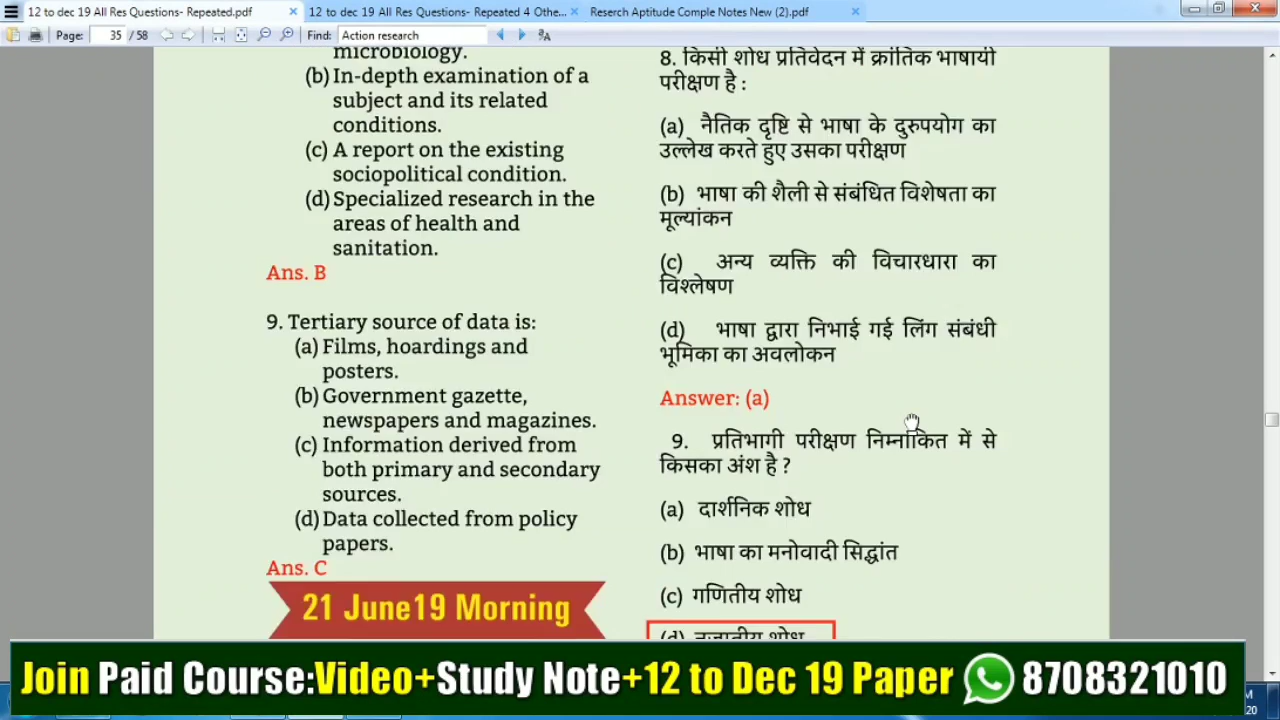 12 to dec 19 All Res Questions- Repeated.pdf
12 to dec 19 All Res Questions- Repeated 4 Othe...
Reserch Aptitude Comple Notes New (2).pdf
Page: 35 / 58
Find: Action research
microbiology.
(b) In-depth examination of a
subject and its related
conditions.
(c) A report on the existing
sociopolitical condition.
(d) Specialized research in the
areas of health and
sanitation.
Ans. B
9. Tertiary source of data is:
(a) Films, hoardings and
posters.
(b) Government gazette,
newspapers and magazines.
(c) Information derived from
both primary and secondary
sources.
(d) Data collected from policy
papers.
Ans. C
21 June19 Morning
8. किसी शोध प्रतिवेदन में क्रांतिक भाषायी
परीक्षण है :
(a) नैतिक दृष्टि से भाषा के दुरुपयोग का
उल्लेख करते हुए उसका परीक्षण
(b) भाषा की शैली से संबंधित विशेषता का
मूल्यांकन
(c) अन्य व्यक्ति की विचारधारा का
विश्लेषण
(d) भाषा द्वारा निभाई गई लिंग संबंधी
भूमिका का अवलोकन
Answer: (a)
9. प्रतिभागी परीक्षण निम्नांकित में से
किसका अंश है ?
(a) दार्शनिक शोध
(b) भाषा का मनोवादी सिद्धांत
(c) गणितीय शोध
(d) नृजातीय शोध
Join Paid Course:Video+Study Note+12 to Dec 19 Paper 8708321010